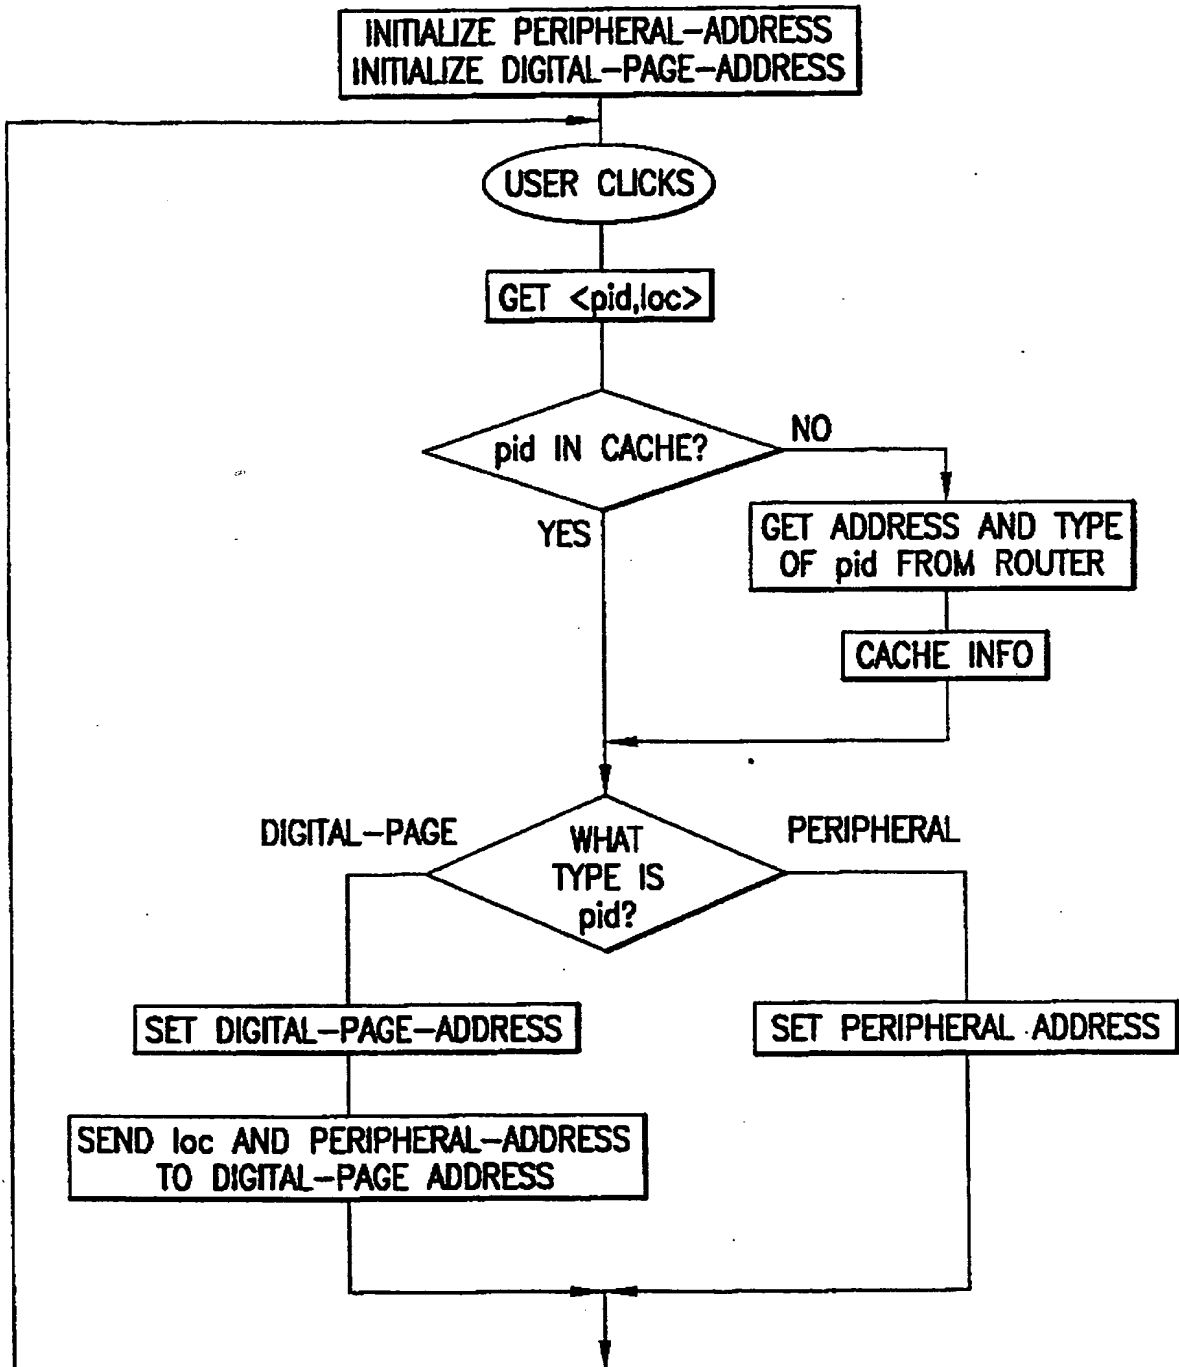 INITIALIZE PERIPHERAL-ADDRESS
INITIALIZE DIGITAL-PAGE-ADDRESS
USER CLICKS
GET <pid,loc>
pid IN CACHE?
NO
YES
GET ADDRESS AND TYPE
OF pid FROM ROUTER
CACHE INFO
DIGITAL-PAGE
WHAT
TYPE IS
pid?
PERIPHERAL
SET DIGITAL-PAGE-ADDRESS
SET PERIPHERAL ADDRESS
SEND loc AND PERIPHERAL-ADDRESS
TO DIGITAL-PAGE ADDRESS